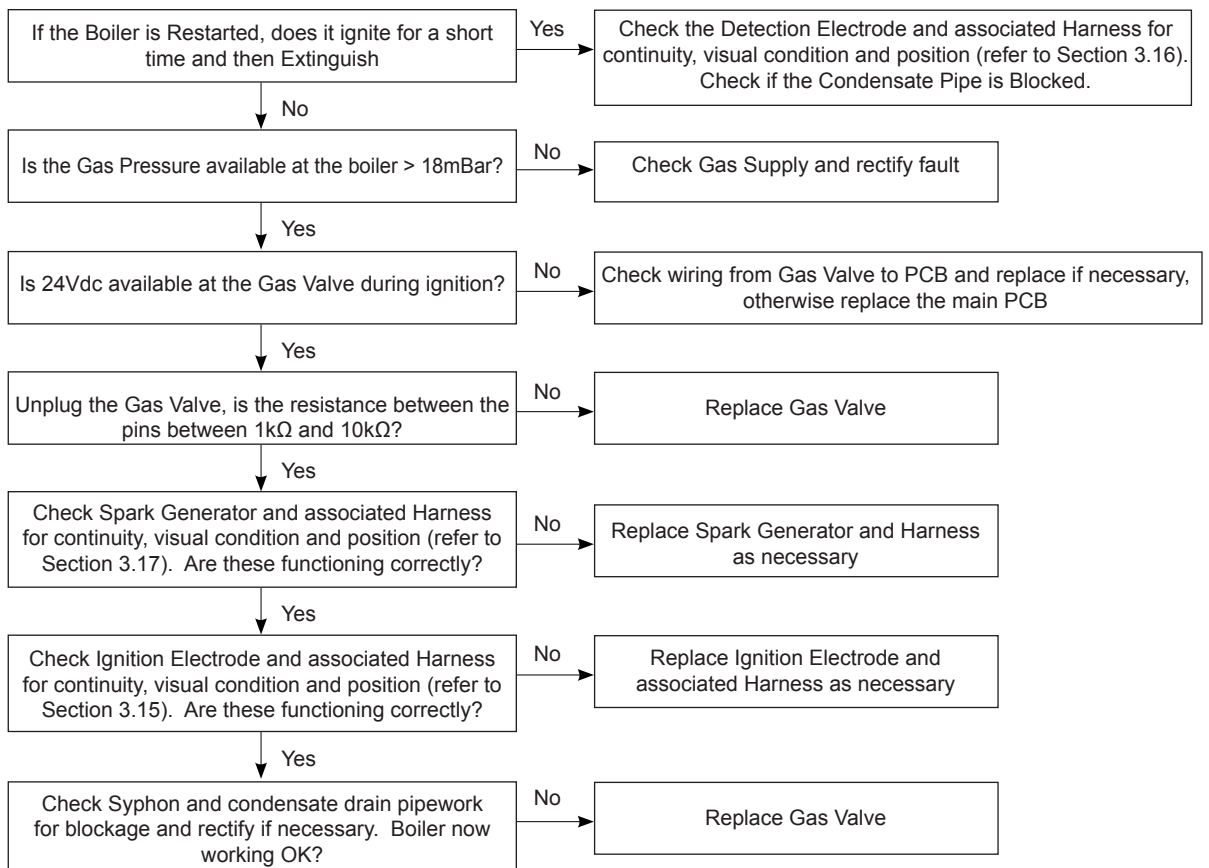 If the Boiler is Restarted, does it ignite for a short
time and then Extinguish
Yes
Check the Detection Electrode and associated Harness for
continuity, visual condition and position (refer to Section 3.16).
Check if the Condensate Pipe is Blocked.
No
Is the Gas Pressure available at the boiler > 18mBar?
No
Check Gas Supply and rectify fault
Yes
Is 24Vdc available at the Gas Valve during ignition?
No
Check wiring from Gas Valve to PCB and replace if necessary,
otherwise replace the main PCB
Yes
Unplug the Gas Valve, is the resistance between the
pins between 1kΩ and 10kΩ?
No
Replace Gas Valve
Yes
Check Spark Generator and associated Harness
for continuity, visual condition and position (refer to
Section 3.17).  Are these functioning correctly?
No
Replace Spark Generator and Harness
as necessary
Yes
Check Ignition Electrode and associated Harness
for continuity, visual condition and position (refer to
Section 3.15).  Are these functioning correctly?
No
Replace Ignition Electrode and
associated Harness as necessary
Yes
Check Syphon and condensate drain pipework
for blockage and rectify if necessary.  Boiler now
working OK?
No
Replace Gas Valve